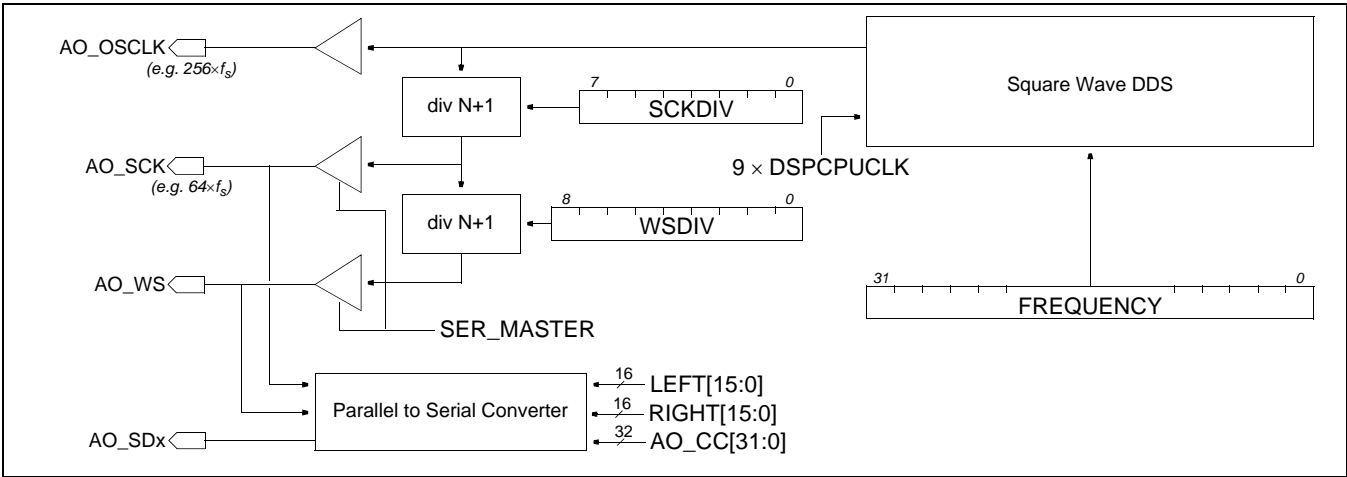 AO_OSCLK
(e.g. 256×fs)
div N+1
7 0
SCKDIV
Square Wave DDS
9 × DSPCPUCLK
AO_SCK
(e.g. 64×fs)
div N+1
8 0
WSDIV
AO_WS
31 0
FREQUENCY
SER_MASTER
Parallel to Serial Converter
16 LEFT[15:0]
16 RIGHT[15:0]
32 AO_CC[31:0]
AO_SDx